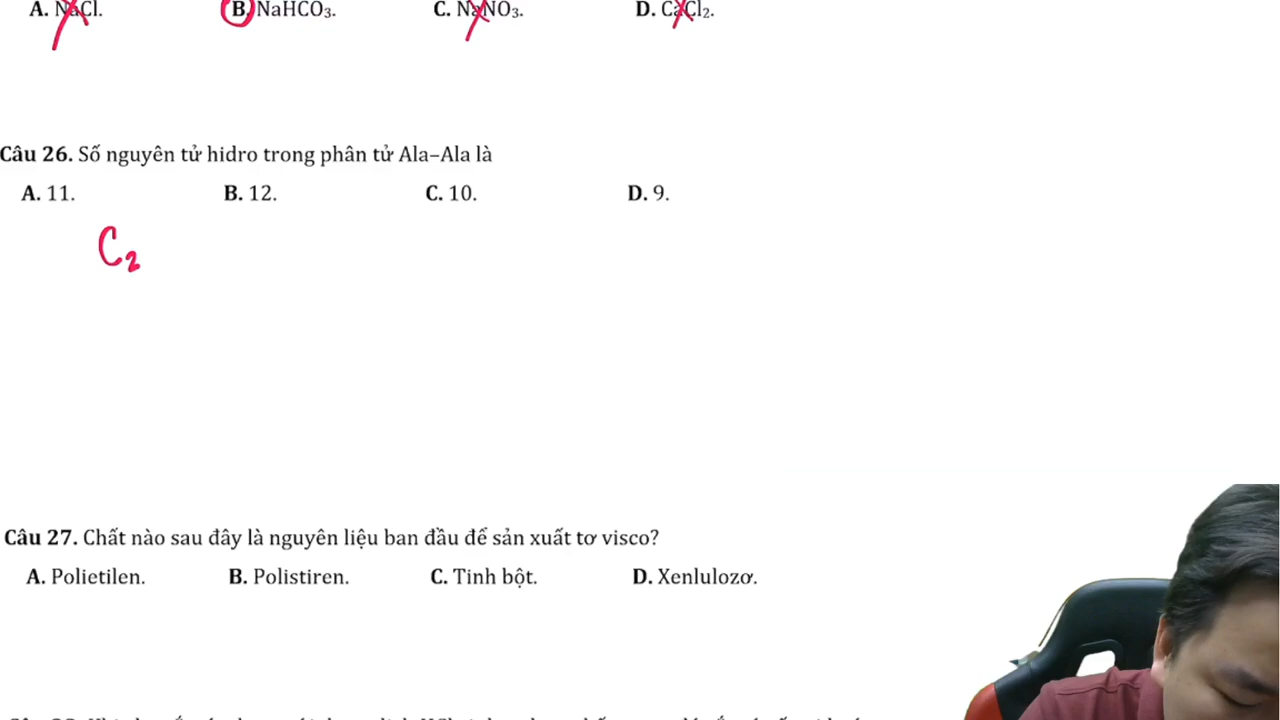 A. NaCl. B. NaHCO₃. C. NaNO₃. D. CaCl₂.
Câu 26. Số nguyên tử hidro trong phân tử Ala–Ala là
A. 11. B. 12. C. 10. D. 9.
C₂
Câu 27. Chất nào sau đây là nguyên liệu ban đầu để sản xuất tơ visco?
A. Polietilen. B. Polistiren. C. Tinh bột. D. Xenlulozơ.